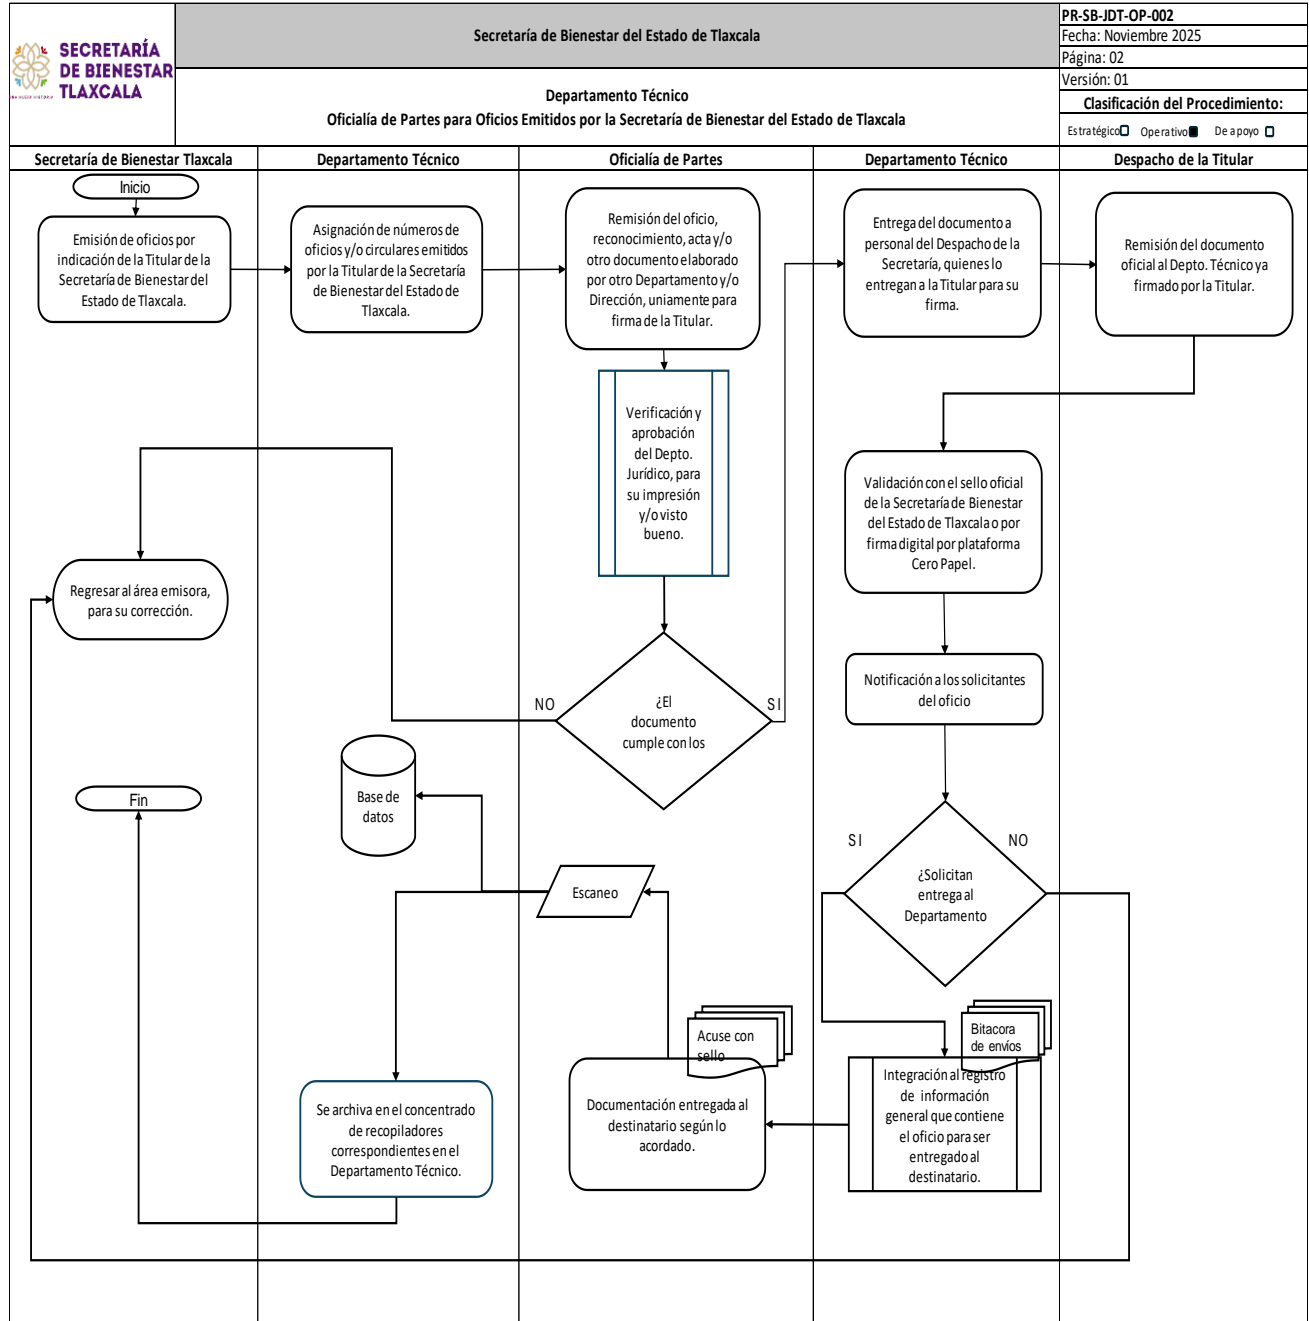 SECRETARÍA
DE BIENESTAR
TLAXCALA
Secretaría de Bienestar del Estado de Tlaxcala
Departamento Técnico
Oficialía de Partes para Oficios Emitidos por la Secretaría de Bienestar del Estado de Tlaxcala
PR-SB-JDT-OP-002
Fecha: Noviembre 2025
Página: 02
Versión: 01
Clasificación del Procedimiento:
Estratégico Operativo De apoyo
Secretaría de Bienestar Tlaxcala
Departamento Técnico
Oficialía de Partes
Departamento Técnico
Despacho de la Titular
Inicio
Emisión de oficios por
indicación de la Titular de la
Secretaría de Bienestar del
Estado de Tlaxcala.
Asignación de números de
oficios y/o circulares emitidos
por la Titular de la Secretaría
de Bienestar del Estado de
Tlaxcala.
Remisión del oficio,
reconocimiento, acta y/o
otro documento elaborado
por otro Departamento y/o
Dirección, uniamente para
firma de la Titular.
Entrega del documento a
personal del Despacho de la
Secretaría, quienes lo
entregan a la Titular para su
firma.
Remisión del documento
oficial al Depto. Técnico ya
firmado por la Titular.
Verificación y
aprobación
del Depto.
Jurídico, para
su impresión
y/o visto
bueno.
Validación con el sello oficial
de la Secretaría de Bienestar
del Estado de Tlaxcala o por
firma digital por plataforma
Cero Papel.
Regresar al área emisora,
para su corrección.
Notificación a los solicitantes
del oficio
NO
¿El
documento
cumple con los
SI
Base de
datos
Fin
SI
NO
¿Solicitan
entrega al
Departamento
Escaneo
Acuse con
sello
Bitacora
de envíos
Documentación entregada al
destinatario según lo
acordado.
Integración al registro
de información
general que contiene
el oficio para ser
entregado al
destinatario.
Se archiva en el concentrado
de recopiladores
correspondientes en el
Departamento Técnico.